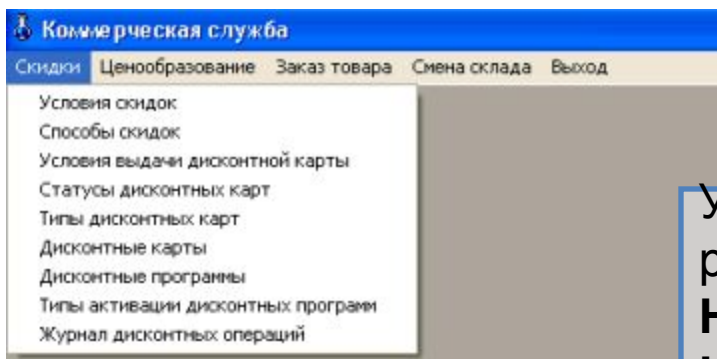 Коммерческая служба
Скидки Ценообразование Заказ товара Смена склада Выход
Условия скидок
Способы скидок
Условия выдачи дисконтной карты
Статусы дисконтных карт
Типы дисконтных карт
Дисконтные карты
Дисконтные программы
Типы активации дисконтных программ
Журнал дисконтных операций